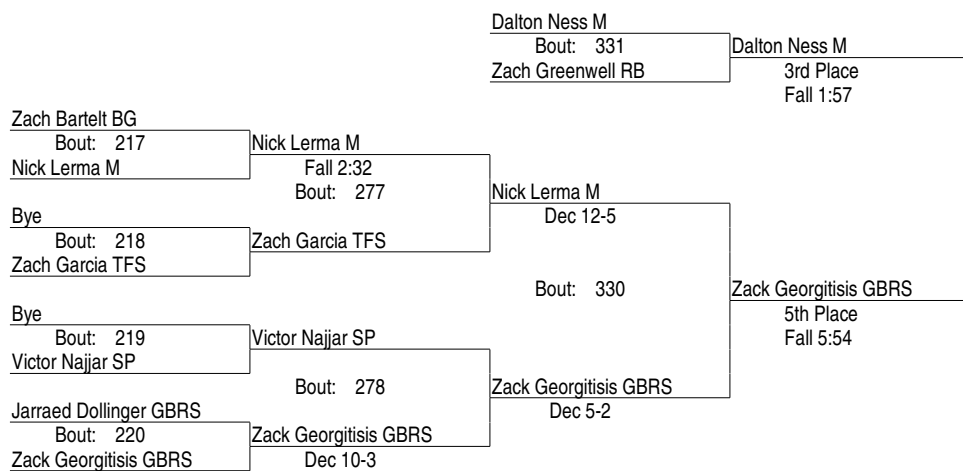 Dalton Ness M
Bout: 331
Zach Greenwell RB
Dalton Ness M
3rd Place
Fall 1:57
Zach Bartelt BG
Bout: 217
Nick Lerma M
Nick Lerma M
Fall 2:32
Bout: 277
Bye
Bout: 218
Zach Garcia TFS
Zach Garcia TFS
Nick Lerma M
Dec 12-5
Bout: 330
Bye
Bout: 219
Victor Najjar SP
Victor Najjar SP
Bout: 278
Jarraed Dollinger GBRS
Bout: 220
Zack Georgitisis GBRS
Zack Georgitisis GBRS
Dec 10-3
Zack Georgitisis GBRS
Dec 5-2
Zack Georgitisis GBRS
5th Place
Fall 5:54